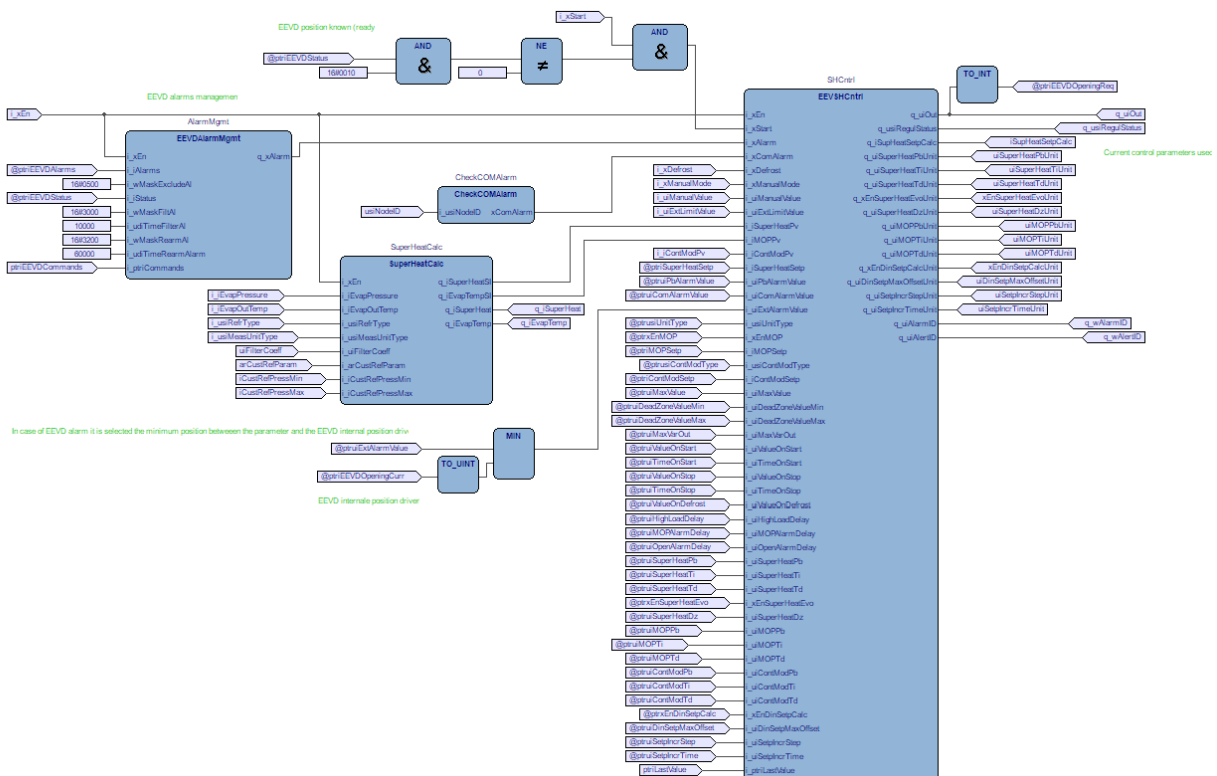 i_xStart
EEVD position known (ready
AND
&
NE
≠
AND
&
@ptriEEVDStatus
16#0010
0
SHCntrl
TO_INT
@ptriEEVDOpeningReq
EEVD alarms managemen
i_xEn
AlarmMgmt
EEVDAlarmMgmt
i_xEn
q_xAlarm
i_iAlarms
i_wMaskExcludeAl
i_iStatus
i_wMaskFiltAl
i_udiTimeFilterAl
i_wMaskRearmAl
i_udiTimeRearmAlarm
i_ptriCommands
@ptriEEVDAlarms
16#0500
@ptriEEVDStatus
16#3000
10000
16#3200
60000
ptriEEVDCommands
CheckCOMAlarm
CheckCOMAlarm
usiNodeID
i_usiNodeID
xComAlarm
SuperHeatCalc
SuperHeatCalc
i_xEn
q_iSuperHeatSt
i_iEvapPressure
q_iEvapTempSt
i_iEvapOutTemp
q_iSuperHeat
i_usiRefrType
q_iEvapTemp
i_usiMeasUnitType
i_uiFilterCoeff
i_arCustRefParam
i_iCustRefPressMin
i_iCustRefPressMax
i_iEvapPressure
i_iEvapOutTemp
i_usiRefrType
i_usiMeasUnitType
uiFilterCoeff
arCustRefParam
iCustRefPressMin
iCustRefPressMax
q_iSuperHeat
q_iEvapTemp
In case of EEVD alarm it is selected the minimum position betweeen the parameter and the EEVD internal position driv
@ptruiExtAlarmValue
@ptriEEVDOpeningCurr
TO_UINT
MIN
EEVD internale position driver
i_xDefrost
i_xManualMode
i_uiManualValue
i_uiExtLimitValue
i_iContModPv
@ptriSuperHeatSetp
@ptruiPbAlarmValue
@ptruiComAlarmValue
@ptrusiUnitType
@ptrxEnMOP
@ptriMOPSetp
@ptrusiContModType
@ptriContModSetp
@ptruiMaxValue
@ptruiDeadZoneValueMin
@ptruiDeadZoneValueMax
@ptruiMaxVarOut
@ptruiValueOnStart
@ptruiTimeOnStart
@ptruiValueOnStop
@ptruiTimeOnStop
@ptruiValueOnDefrost
@ptruiHighLoadDelay
@ptruiMOPAlarmDelay
@ptruiOpenAlarmDelay
@ptruiSuperHeatPb
@ptruiSuperHeatTi
@ptruiSuperHeatTd
@ptrxEnSuperHeatEvo
@ptruiSuperHeatDz
@ptruiMOPPb
@ptruiMOPTi
@ptruiMOPTd
@ptruiContModPb
@ptruiContModTi
@ptruiContModTd
@ptrxEnDinSetpCalc
@ptruiDinSetpMaxOffset
@ptruiSetpIncrStep
@ptruiSetpIncrTime
ptriLastValue
EEVSHCntrl
i_xEn
i_xStart
i_xAlarm
i_xComAlarm
i_xDefrost
i_xManualMode
i_uiManualValue
i_uiExtLimitValue
i_iSuperHeatPv
i_iMOPPv
i_iContModPv
i_iSuperHeatSetp
i_uiPbAlarmValue
i_uiComAlarmValue
i_uiExtAlarmValue
i_usiUnitType
i_xEnMOP
i_iMOPSetp
i_usiContModType
i_iContModSetp
i_uiMaxValue
i_uiDeadZoneValueMin
i_uiDeadZoneValueMax
i_uiMaxVarOut
i_uiValueOnStart
i_uiTimeOnStart
i_uiValueOnStop
i_uiTimeOnStop
i_uiValueOnDefrost
i_uiHighLoadDelay
i_uiMOPAlarmDelay
i_uiOpenAlarmDelay
i_uiSuperHeatPb
i_uiSuperHeatTi
i_uiSuperHeatTd
i_xEnSuperHeatEvo
i_uiSuperHeatDz
i_uiMOPPb
i_uiMOPTi
i_uiMOPTd
i_uiContModPb
i_uiContModTi
i_uiContModTd
i_xEnDinSetpCalc
i_uiDinSetpMaxOffset
i_uiSetpIncrStep
i_uiSetpIncrTime
i_ptriLastValue
q_uiOut
q_usiRegulStatus
q_iSupHeatSetpCalc
q_uiSuperHeatPbUnit
q_uiSuperHeatTiUnit
q_uiSuperHeatTdUnit
q_xEnSuperHeatEvoUnit
q_uiSuperHeatDzUnit
q_uiMOPPbUnit
q_uiMOPTiUnit
q_uiMOPTdUnit
q_xEnDinSetpCalcUnit
q_uiDinSetpMaxOffsetUnit
q_uiSetpIncrStepUnit
q_uiSetpIncrTimeUnit
q_uiAlarmID
q_uiAlertID
q_uiOut
q_usiRegulStatus
iSupHeatSetpCalc
uiSuperHeatPbUnit
uiSuperHeatTiUnit
uiSuperHeatTdUnit
xEnSuperHeatEvoUnit
uiSuperHeatDzUnit
uiMOPPbUnit
uiMOPTiUnit
uiMOPTdUnit
xEnDinSetpCalcUnit
uiDinSetpMaxOffsetUnit
uiSetpIncrStepUnit
uiSetpIncrTimeUnit
q_wAlarmID
q_wAlertID
Current control parameters used